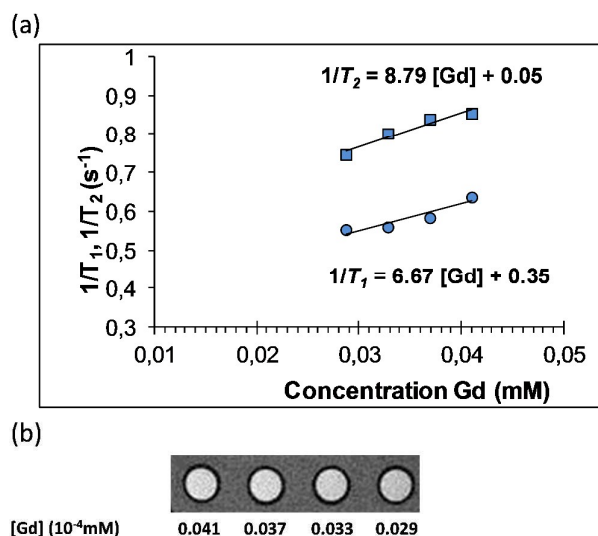 (a)
1
0,9
0,8
0,7
0,6
0,5
0,4
0,3
1/T1, 1/T2 (s-1)
1/T2 = 8.79 [Gd] + 0.05
1/T1 = 6.67 [Gd] + 0.35
0,01 0,02 0,03 0,04 0,05
Concentration Gd (mM)
(b)
[Gd] (10-4mM) 0.041 0.037 0.033 0.029